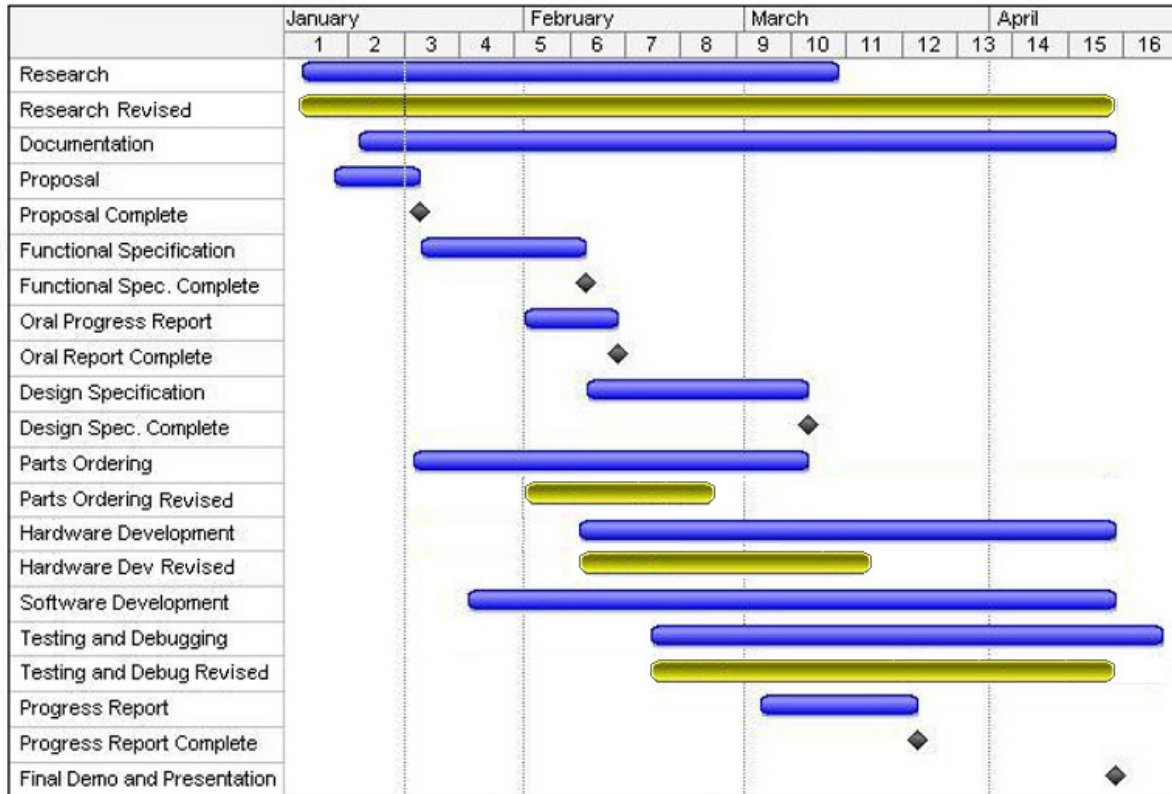 January February March April
1 2 3 4 5 6 7 8 9 10 11 12 13 14 15 16
Research
Research Revised
Documentation
Proposal
Proposal Complete
Functional Specification
Functional Spec. Complete
Oral Progress Report
Oral Report Complete
Design Specification
Design Spec. Complete
Parts Ordering
Parts Ordering Revised
Hardware Development
Hardware Dev Revised
Software Development
Testing and Debugging
Testing and Debug Revised
Progress Report
Progress Report Complete
Final Demo and Presentation